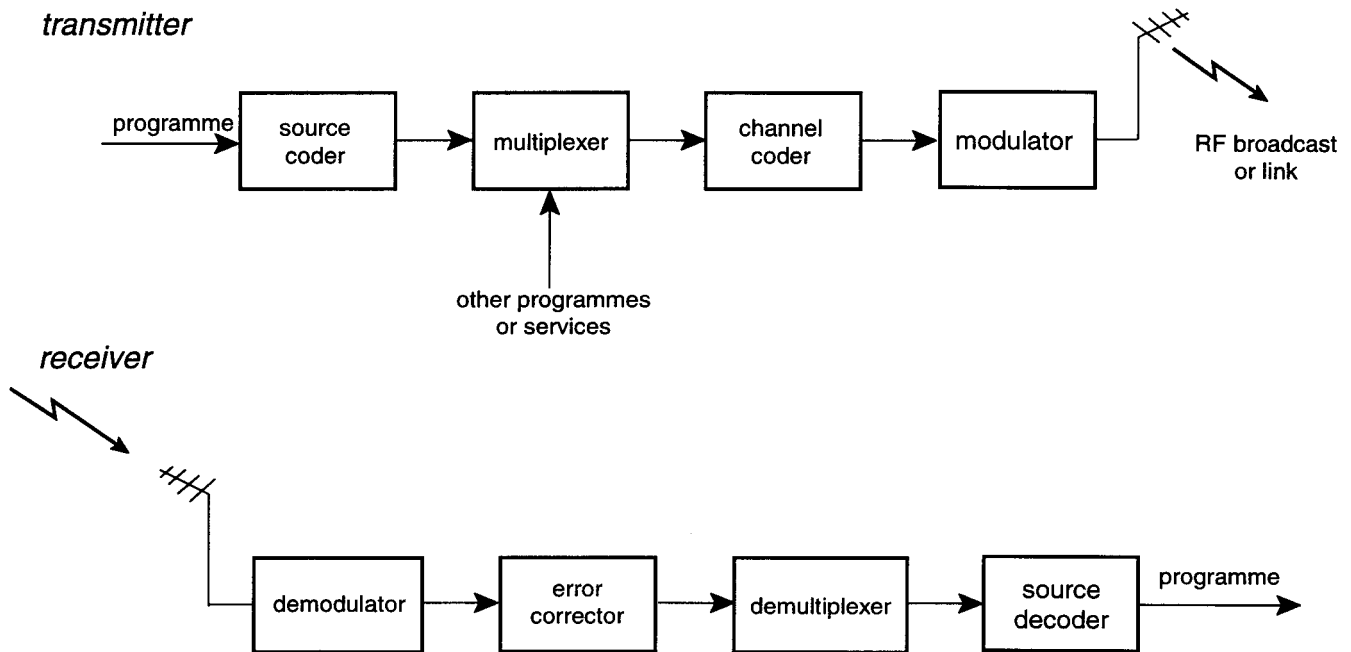 transmitter
programme
source
coder
multiplexer
channel
coder
modulator
RF broadcast
or link
other programmes
or services
receiver
demodulator
error
corrector
demultiplexer
source
decoder
programme